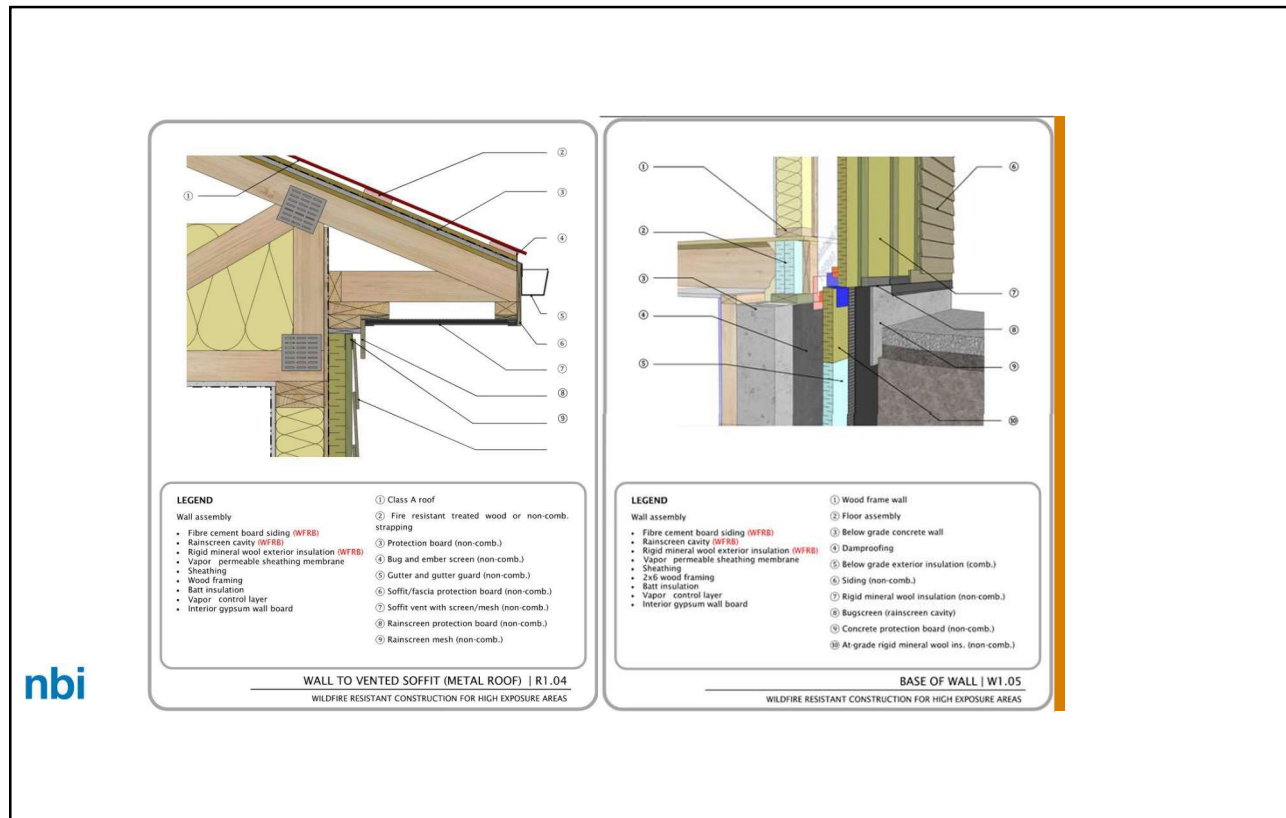 ①
②
③
④
⑤
⑥
⑦
⑧
⑨
LEGEND
Wall assembly
• Fibre cement board siding (WFRB)
• Rainscreen cavity (WFRB)
• Rigid mineral wool exterior insulation (WFRB)
• Vapor permeable sheathing membrane
• Sheathing
• Wood framing
• Batt insulation
• Vapor control layer
• Interior gypsum wall board
① Class A roof
② Fire resistant treated wood or non-comb.
strapping
③ Protection board (non-comb.)
④ Bug and ember screen (non-comb.)
⑤ Gutter and gutter guard (non-comb.)
⑥ Soffit/fascia protection board (non-comb.)
⑦ Soffit vent with screen/mesh (non-comb.)
⑧ Rainscreen protection board (non-comb.)
⑨ Rainscreen mesh (non-comb.)
WALL TO VENTED SOFFIT (METAL ROOF) | R1.04
WILDFIRE RESISTANT CONSTRUCTION FOR HIGH EXPOSURE AREAS
①
②
③
④
⑤
⑥
⑦
⑧
⑨
⑩
LEGEND
Wall assembly
• Fibre cement board siding (WFRB)
• Rainscreen cavity (WFRB)
• Rigid mineral wool exterior insulation (WFRB)
• Vapor permeable sheathing membrane
• Sheathing
• 2x6 wood framing
• Batt insulation
• Vapor control layer
• Interior gypsum wall board
① Wood frame wall
② Floor assembly
③ Below grade concrete wall
④ Damproofing
⑤ Below grade exterior insulation (comb.)
⑥ Siding (non-comb.)
⑦ Rigid mineral wool insulation (non-comb.)
⑧ Bugscreen (rainscreen cavity)
⑨ Concrete protection board (non-comb.)
⑩ At-grade rigid mineral wool ins. (non-comb.)
BASE OF WALL | W1.05
WILDFIRE RESISTANT CONSTRUCTION FOR HIGH EXPOSURE AREAS
nbi